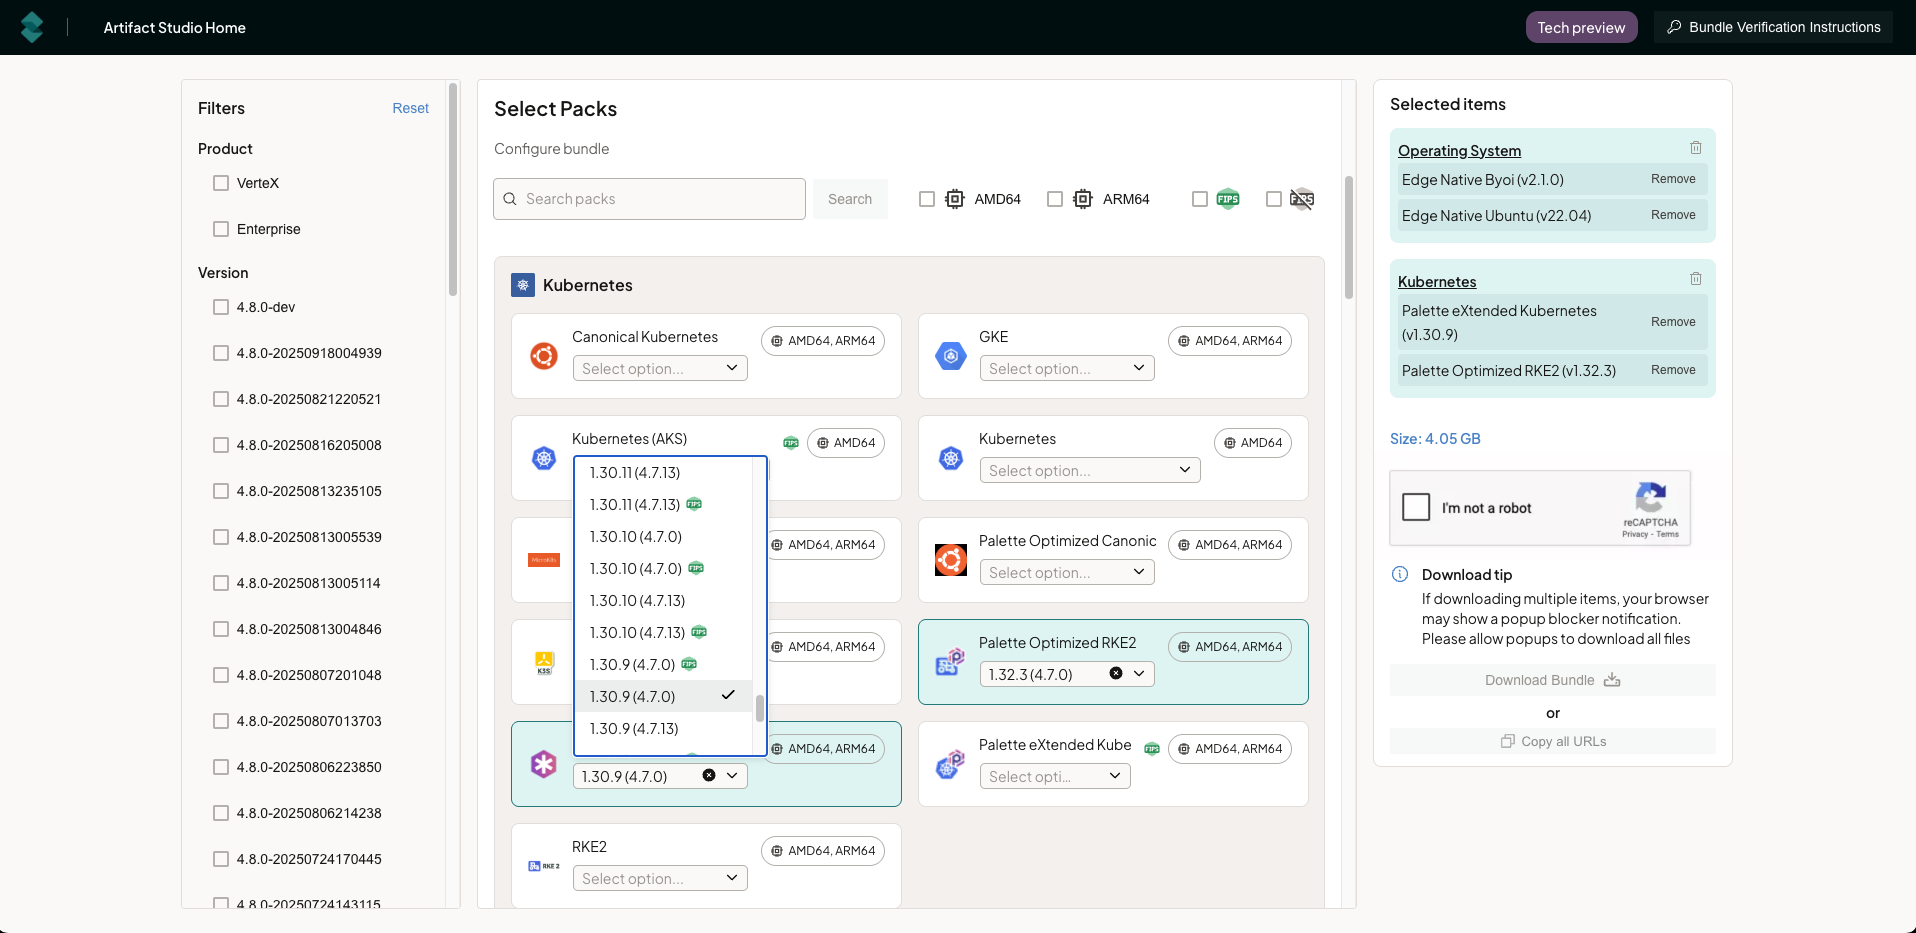 Artifact Studio Home
Tech preview
Bundle Verification Instructions
Filters
Reset
Product
VerteX
Enterprise
Version
4.8.0-dev
4.8.0-20250918004939
4.8.0-20250821220521
4.8.0-20250816205008
4.8.0-20250813235105
4.8.0-20250813005539
4.8.0-20250813005114
4.8.0-20250813004846
4.8.0-20250807201048
4.8.0-20250807013703
4.8.0-20250806223850
4.8.0-20250806214238
4.8.0-20250724170445
4.8.0-20250724143115
Select Packs
Configure bundle
Search packs
Search
AMD64
ARM64
FIPS
FIPS
Kubernetes
Canonical Kubernetes
AMD64, ARM64
Select option...
GKE
AMD64, ARM64
Select option...
Kubernetes (AKS)
FIPS
AMD64
Kubernetes
AMD64
Select option...
1.30.11 (4.7.13)
1.30.11 (4.7.13) FIPS
1.30.10 (4.7.0)
1.30.10 (4.7.0) FIPS
1.30.10 (4.7.13)
1.30.10 (4.7.13) FIPS
1.30.9 (4.7.0) FIPS
1.30.9 (4.7.0)
1.30.9 (4.7.13)
MicroK8s
AMD64, ARM64
Palette Optimized Canonic
AMD64, ARM64
Select option...
K3S
AMD64, ARM64
Palette Optimized RKE2
AMD64, ARM64
1.32.3 (4.7.0)
AMD64, ARM64
1.30.9 (4.7.0)
Palette eXtended Kube
FIPS
AMD64, ARM64
Select opti...
RKE 2
RKE2
AMD64, ARM64
Select option...
Selected items
Operating System
Edge Native Byoi (v2.1.0)
Remove
Edge Native Ubuntu (v22.04)
Remove
Kubernetes
Palette eXtended Kubernetes
(v1.30.9)
Remove
Palette Optimized RKE2 (v1.32.3)
Remove
Size: 4.05 GB
I'm not a robot
reCAPTCHA
Privacy - Terms
Download tip
If downloading multiple items, your browser
may show a popup blocker notification.
Please allow popups to download all files
Download Bundle
or
Copy all URLs